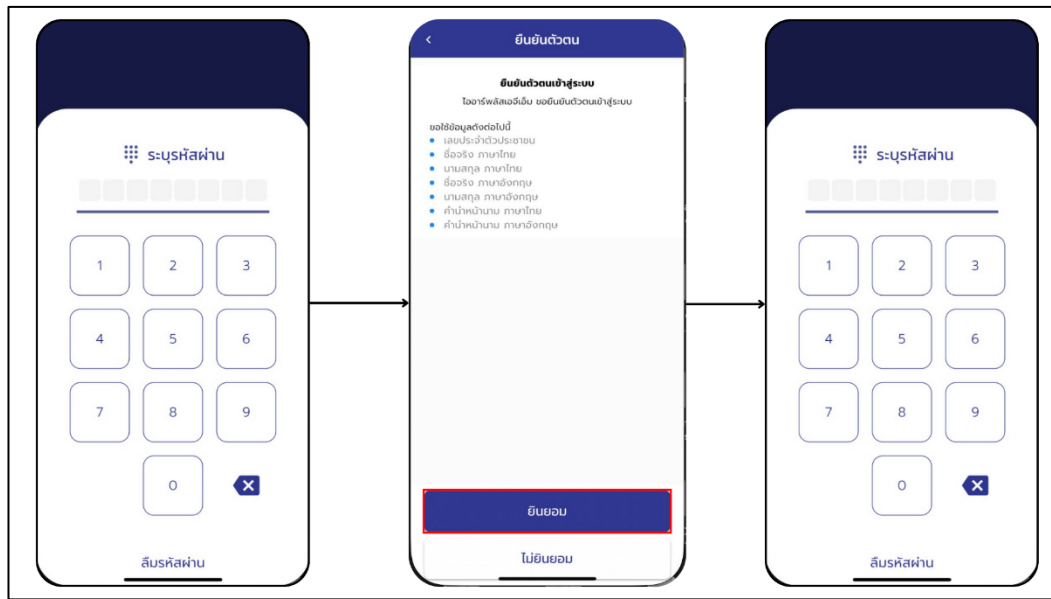 ระบุรหัสผ่าน
1 2 3
4 5 6
7 8 9
0
ลืมรหัสผ่าน
ยืนยันตัวตน
ยืนยันตัวตนเข้าสู่ระบบ
ไออาร์พลัสเอจีเอ็ม ขอยืนยันตัวตนเข้าสู่ระบบ
ขอใช้ข้อมูลดังต่อไปนี้
เลขประจำตัวประชาชน
ชื่อจริง ภาษาไทย
นามสกุล ภาษาไทย
ชื่อจริง ภาษาอังกฤษ
นามสกุล ภาษาอังกฤษ
คำนำหน้านาม ภาษาไทย
คำนำหน้านาม ภาษาอังกฤษ
ยินยอม
ไม่ยินยอม
ระบุรหัสผ่าน
1 2 3
4 5 6
7 8 9
0
ลืมรหัสผ่าน